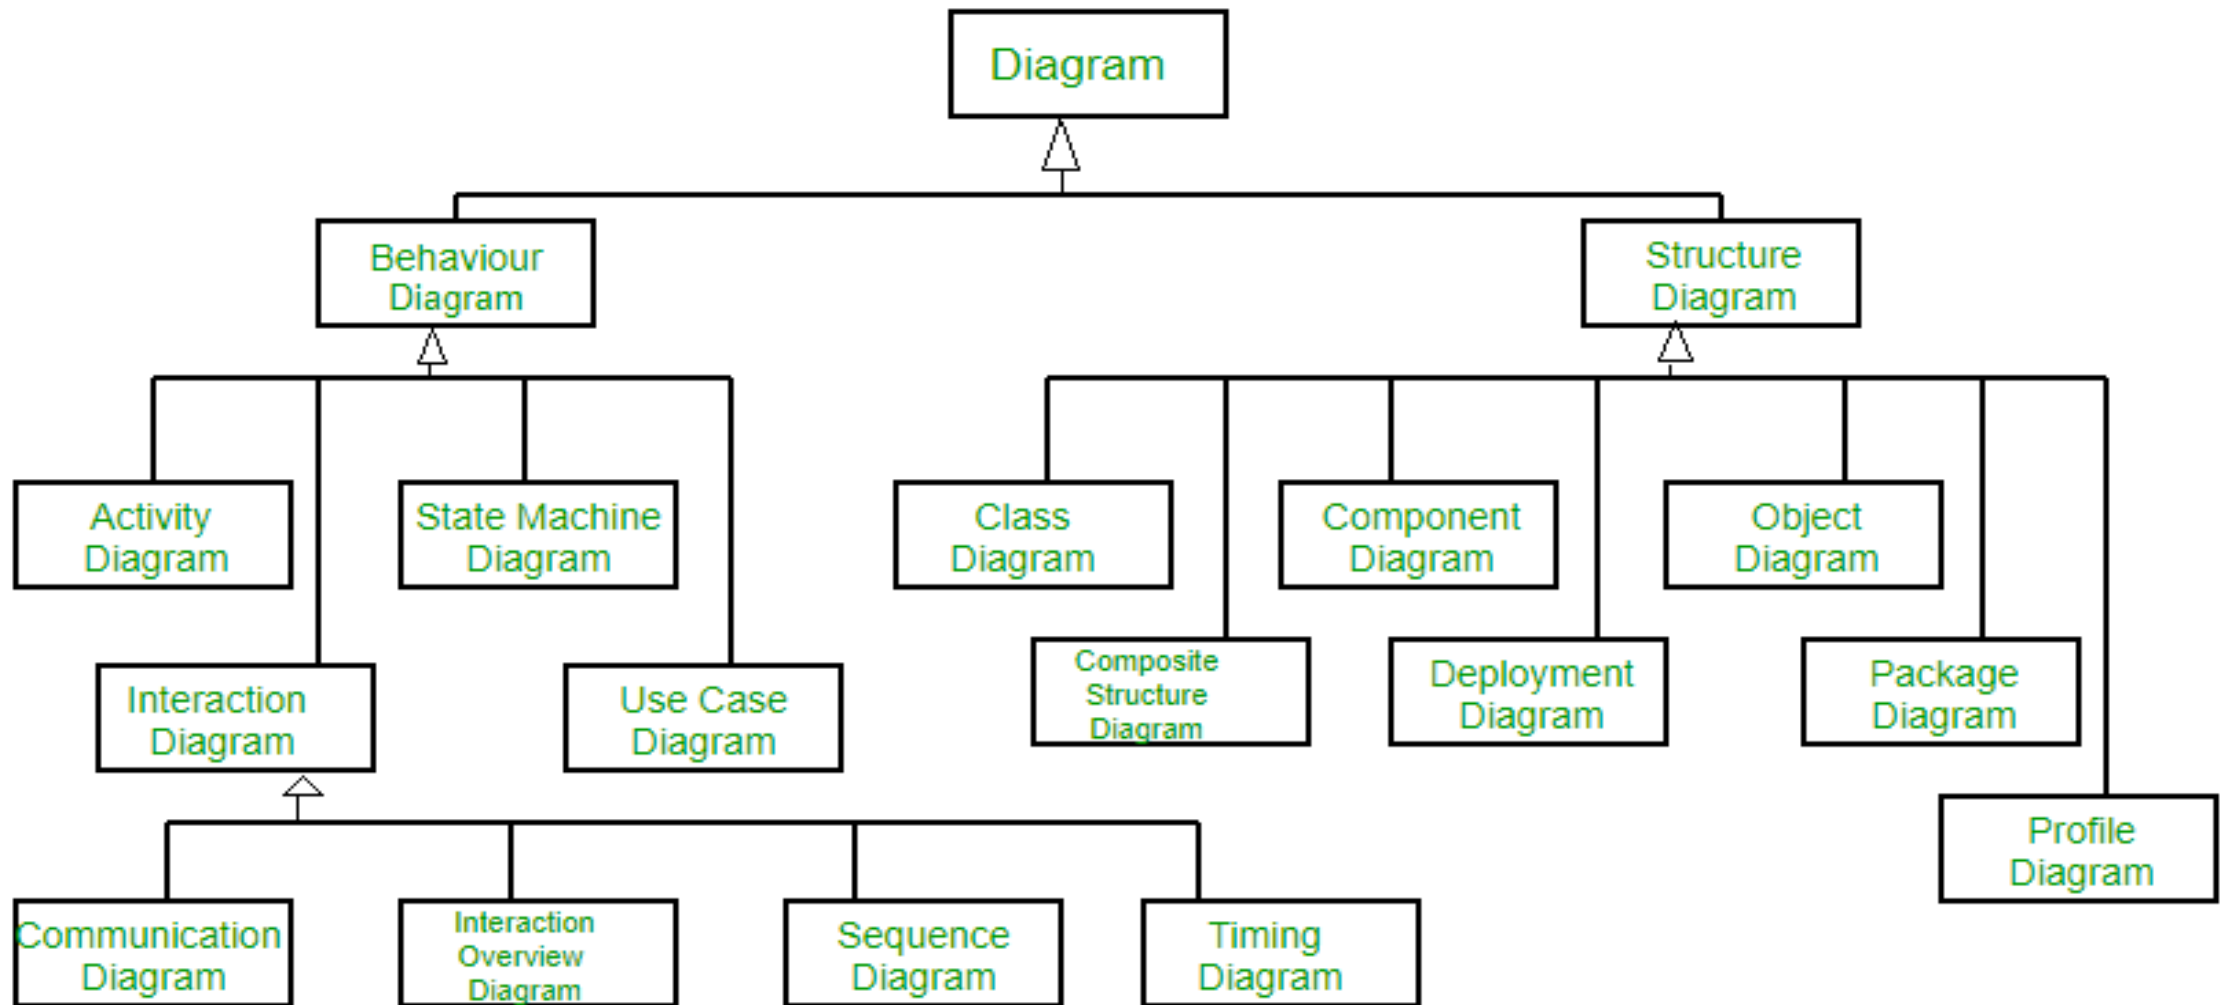 Diagram
Behaviour
Diagram
Structure
Diagram
Activity
Diagram
State Machine
Diagram
Class
Diagram
Component
Diagram
Object
Diagram
Interaction
Diagram
Use Case
Diagram
Composite
Structure
Diagram
Deployment
Diagram
Package
Diagram
Profile
Diagram
Communication
Diagram
Interaction
Overview
Diagram
Sequence
Diagram
Timing
Diagram